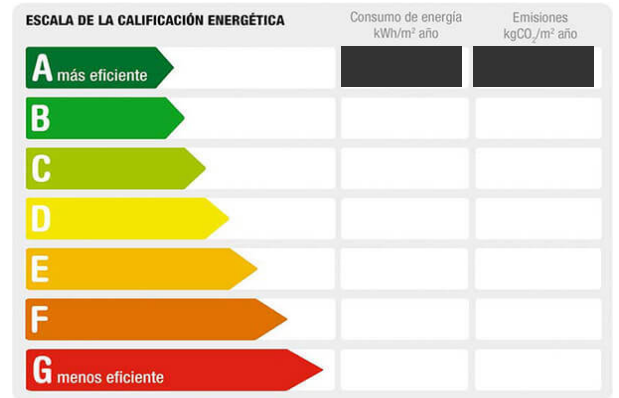 ESCALA DE LA CALIFICACIÓN ENERGÉTICA
Consumo de energía
kWh/m² año
Emisiones
kgCO₂/m² año
A más eficiente
B
C
D
E
F
G menos eficiente